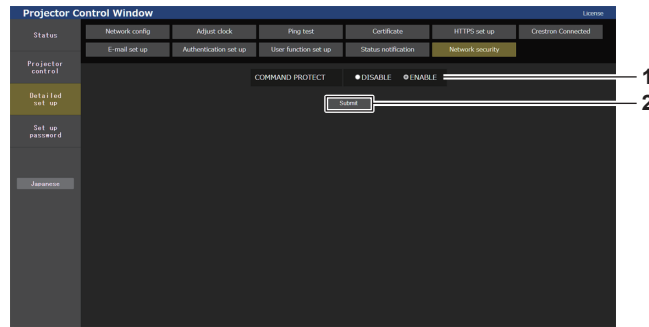 Projector Control Window
License
Status
Network config
Adjust clock
Ping test
Certificate
HTTPS set up
Crestron Connected
E-mail set up
Authentication set up
User function set up
Status notification
Network security
Projector
control
Detailed
set up
Set up
password
Japanese
COMMAND PROTECT
DISABLE
ENABLE
1
Submit
2